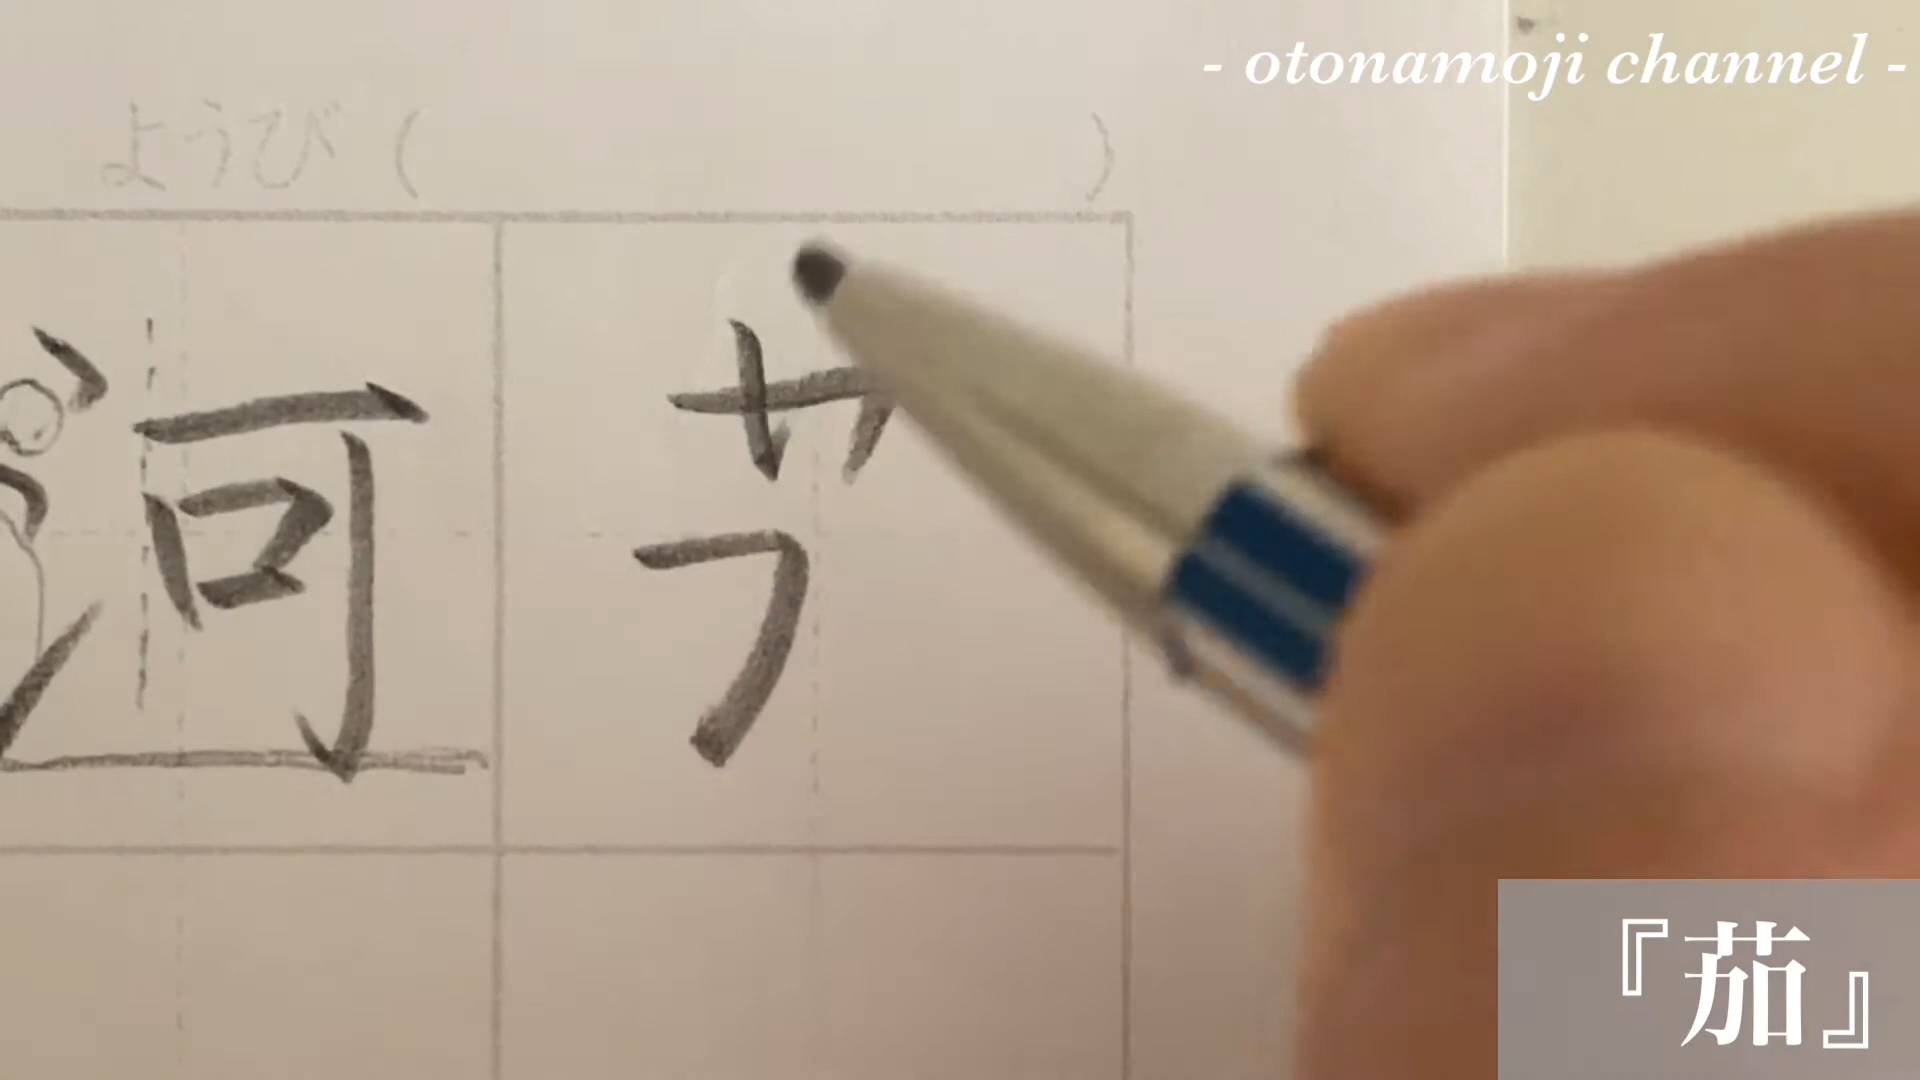 - otonamoji channel -
ようび( )
河
『茄』